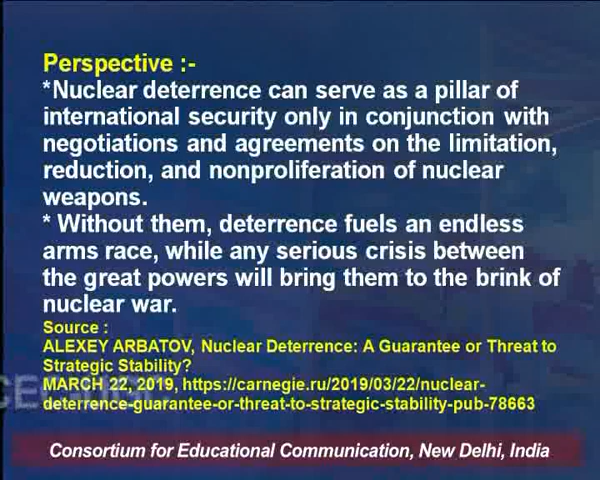 Perspective :-
*Nuclear deterrence can serve as a pillar of
international security only in conjunction with
negotiations and agreements on the limitation,
reduction, and nonproliferation of nuclear
weapons.
* Without them, deterrence fuels an endless
arms race, while any serious crisis between
the great powers will bring them to the brink of
nuclear war.
Source :
ALEXEY ARBATOV, Nuclear Deterrence: A Guarantee or Threat to
Strategic Stability?
MARCH 22, 2019, https://carnegie.ru/2019/03/22/nuclear-
deterrence-guarantee-or-threat-to-strategic-stability-pub-78663
Consortium for Educational Communication, New Delhi, India